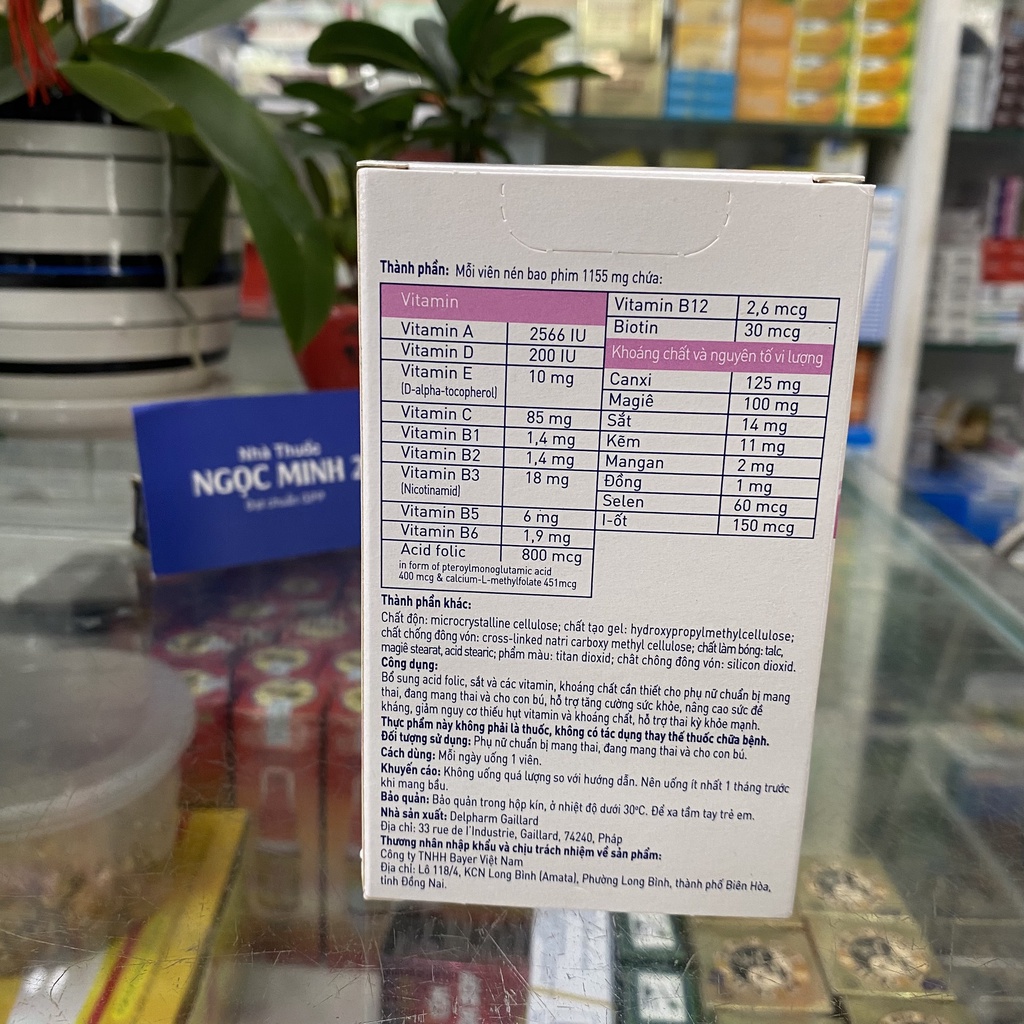 Thành phần: Mỗi viên nén bao phim 1155 mg chứa:
Vitamin
Vitamin A 2566 IU
Vitamin D 200 IU
Vitamin E 10 mg
(D-alpha-tocopherol)
Vitamin C 85 mg
Vitamin B1 1,4 mg
Vitamin B2 1,4 mg
Vitamin B3 18 mg
(Nicotinamid)
Vitamin B5 6 mg
Vitamin B6 1,9 mg
Acid folic 800 mcg
in form of pteroylmonoglutamic acid
400 mcg & calcium-L-methylfolate 451mcg
Vitamin B12 2,6 mcg
Biotin 30 mcg
Khoáng chất và nguyên tố vi lượng
Canxi 125 mg
Magiê 100 mg
Sắt 14 mg
Kẽm 11 mg
Mangan 2 mg
Đồng 1 mg
Selen 60 mcg
I-ốt 150 mcg
Thành phần khác:
Chất độn: microcrystalline cellulose; chất tạo gel: hydroxypropylmethylcellulose;
chất chống đông vón: cross-linked natri carboxy methyl cellulose; chất làm bóng: talc,
magiê stearat, acid stearic; phẩm màu: titan dioxid; chất chông đông vón: silicon dioxid.
Công dụng:
Bổ sung acid folic, sắt và các vitamin, khoáng chất cần thiết cho phụ nữ chuẩn bị mang
thai, đang mang thai và cho con bú, hỗ trợ tăng cường sức khỏe, nâng cao sức đề
kháng, giảm nguy cơ thiếu hụt vitamin và khoáng chất, hỗ trợ thai kỳ khỏe mạnh.
Thực phẩm này không phải là thuốc, không có tác dụng thay thế thuốc chữa bệnh.
Đối tượng sử dụng: Phụ nữ chuẩn bị mang thai, đang mang thai và cho con bú.
Cách dùng: Mỗi ngày uống 1 viên.
Khuyến cáo: Không uống quá lượng so với hướng dẫn. Nên uống ít nhất 1 tháng trước
khi mang bầu.
Bảo quản: Bảo quản trong hộp kín, ở nhiệt độ dưới 30°C. Để xa tầm tay trẻ em.
Nhà sản xuất: Delpharm Gaillard
Địa chỉ: 33 rue de l'Industrie, Gaillard, 74240, Pháp
Thương nhân nhập khẩu và chịu trách nhiệm về sản phẩm:
Công ty TNHH Bayer Việt Nam
Địa chỉ: Lô 118/4, KCN Long Bình (Amata), Phường Long Bình, thành phố Biên Hòa,
tỉnh Đồng Nai.
Nhà Thuốc
NGỌC MINH 2
Đạt chuẩn GPP